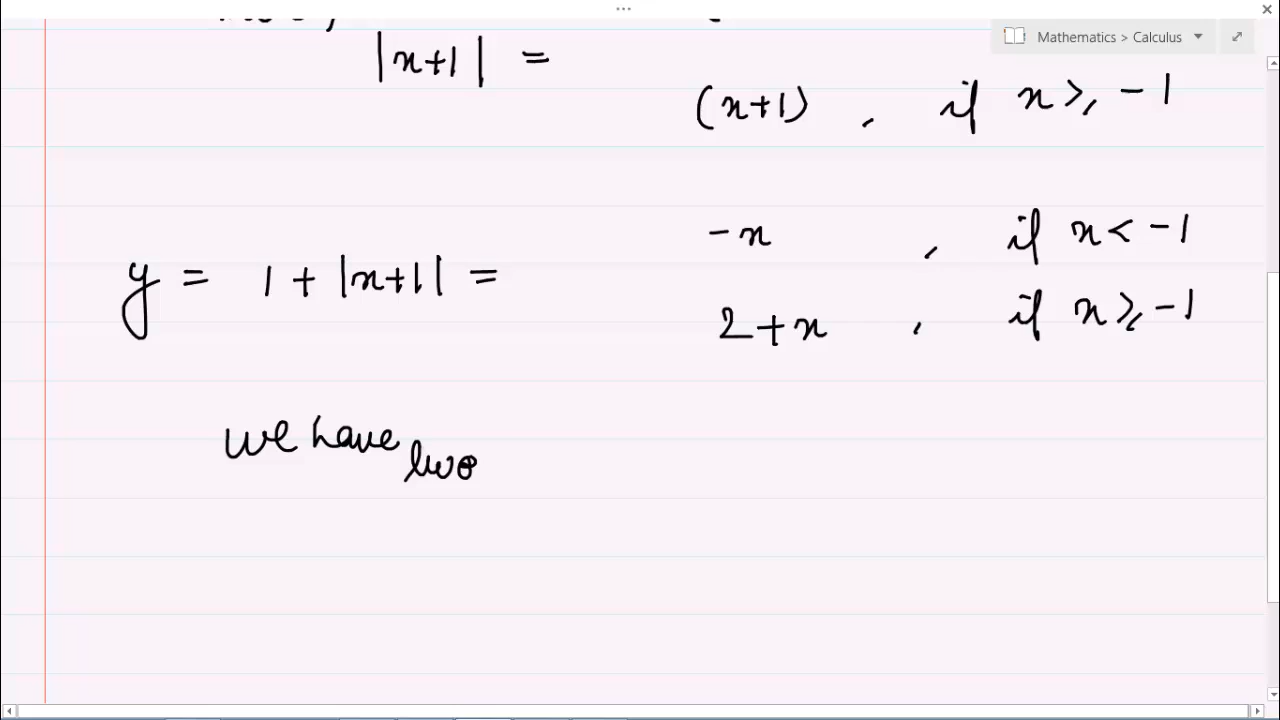 Mathematics > Calculus
|x+1| =
(x+1) , if x ≥ -1
-x , if x < -1
y = 1 + |x+1| =
2+x , if x ≥ -1
we have two